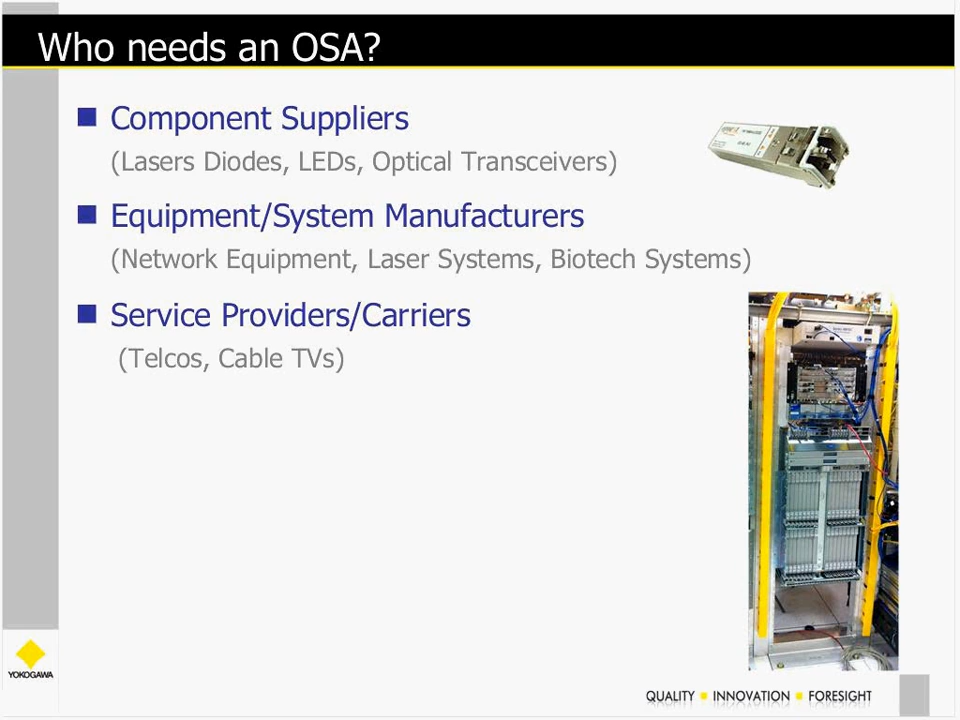 Who needs an OSA?
Component Suppliers
(Lasers Diodes, LEDs, Optical Transceivers)
Equipment/System Manufacturers
(Network Equipment, Laser Systems, Biotech Systems)
Service Providers/Carriers
(Telcos, Cable TVs)
YOKOGAWA
QUALITY ■ INNOVATION ■ FORESIGHT